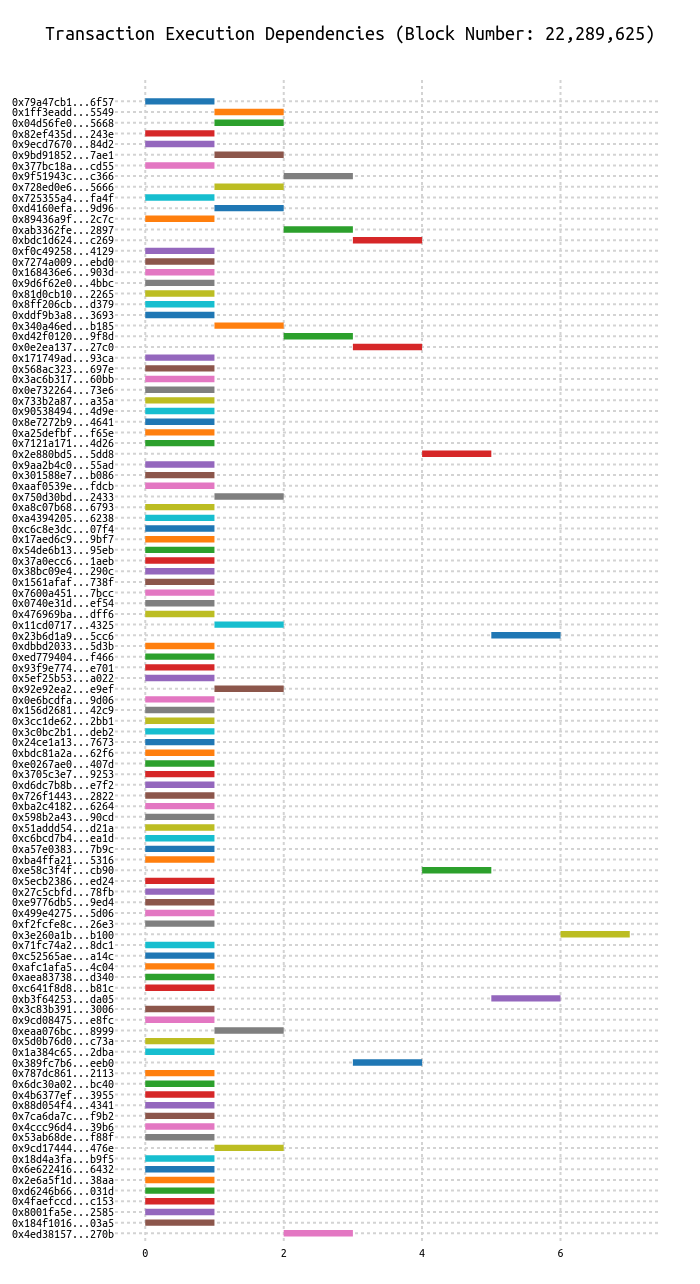 Transaction Execution Dependencies (Block Number: 22,289,625)
0x79a47cb1...6f57
0x1ff3eadd...5549
0x04d56fe0...5668
0x82ef435d...243e
0x9ecd7670...84d2
0x9bd91852...7ae1
0x377bc18a...cd55
0x9f51943c...c366
0x728ed0e6...5666
0x725355a4...fa4f
0xd4160efa...9d96
0x89436a9f...2c7c
0xab3362fe...2897
0xbdc1d624...c269
0xf0c49258...4129
0x7274a009...ebd0
0x168436e6...903d
0x9d6f62e0...4bbc
0x81d0cb10...2265
0x8ff206cb...d379
0xddf9b3a8...3693
0x340a46ed...b185
0xd42f0120...9f8d
0x0e2ea137...27c0
0x171749ad...93ca
0x568ac323...697e
0x3ac6b317...60bb
0x0e732264...73e6
0x733b2a87...a35a
0x90538494...4d9e
0x8e7272b9...4641
0xa25defbf...f65e
0x7121a171...4d26
0x2e880bd5...5dd8
0x9aa2b4c0...55ad
0x301588e7...b086
0xaaf0539e...fdcb
0x750d30bd...2433
0xa8c07b68...6793
0xa4394205...6238
0xc6c8e3dc...07f4
0x17aed6c9...9bf7
0x54de6b13...95eb
0x37a0ecc6...1aeb
0x38bc09e4...290c
0x1561afaf...738f
0x7600a451...7bcc
0x0740e31d...ef54
0x476969ba...dff6
0x11cd0717...4325
0x23b6d1a9...5cc6
0xdbbd2033...5d3b
0xed779404...f466
0x93f9e774...e701
0x5ef25b53...a022
0x92e92ea2...e9ef
0x0e6bcdfa...9d06
0x156d2681...42c9
0x3cc1de62...2bb1
0x3c0bc2b1...deb2
0x24ce1a13...7673
0xbdc81a2a...62f6
0xe0267ae0...407d
0x3705c3e7...9253
0xd6dc7b8b...e7f2
0x726f1443...2822
0xba2c4182...6264
0x598b2a43...90cd
0x51addd54...d21a
0xc6bcd7b4...ea1d
0xa57e0383...7b9c
0xba4ffa21...5316
0xe58c3f4f...cb90
0x5ecb2386...ed24
0x27c5cbfd...78fb
0xe9776db5...9ed4
0x499e4275...5d06
0xf2fcfe8c...26e3
0x3e260a1b...b100
0x71fc74a2...8dc1
0xc52565ae...a14c
0xafc1afa5...4c04
0xaea83738...d340
0xc641f8d8...b81c
0xb3f64253...da05
0x3c83b391...3006
0x9cd08475...e8fc
0xeaa076bc...8999
0x5d0b76d0...c73a
0x1a384c65...2dba
0x389fc7b6...eeb0
0x787dc861...2113
0x6dc30a02...bc40
0x4b6377ef...3955
0x88d054f4...4341
0x7ca6da7c...f9b2
0x4ccc96d4...39b6
0x53ab68de...f88f
0x9cd17444...476e
0x18d4a3fa...b9f5
0x6e622416...6432
0x2e6a5f1d...38aa
0xd6246b66...031d
0x4faefccd...c153
0x8001fa5e...2585
0x184f1016...03a5
0x4ed38157...270b
0 2 4 6